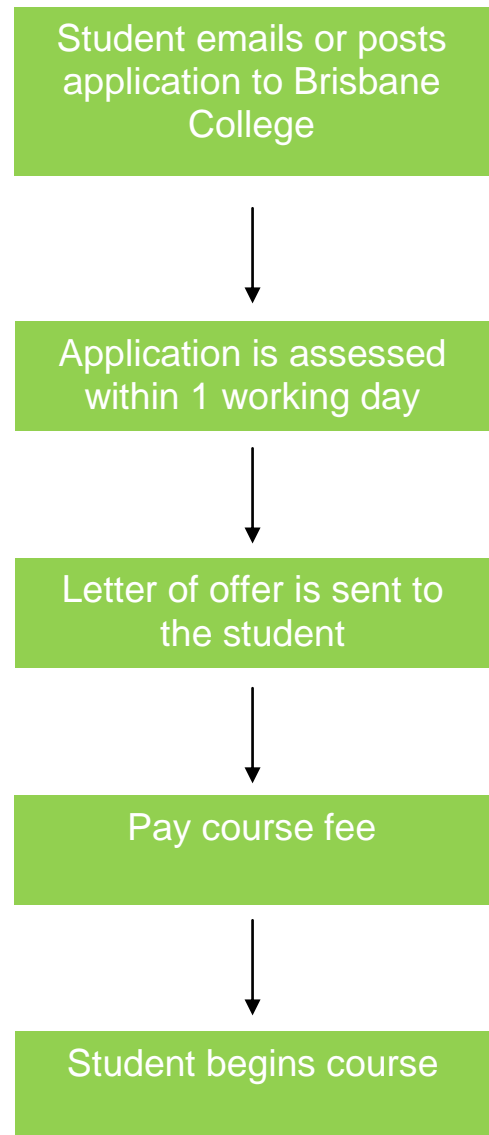 Student emails or posts
application to Brisbane
College
Application is assessed
within 1 working day
Letter of offer is sent to
the student
Pay course fee
Student begins course